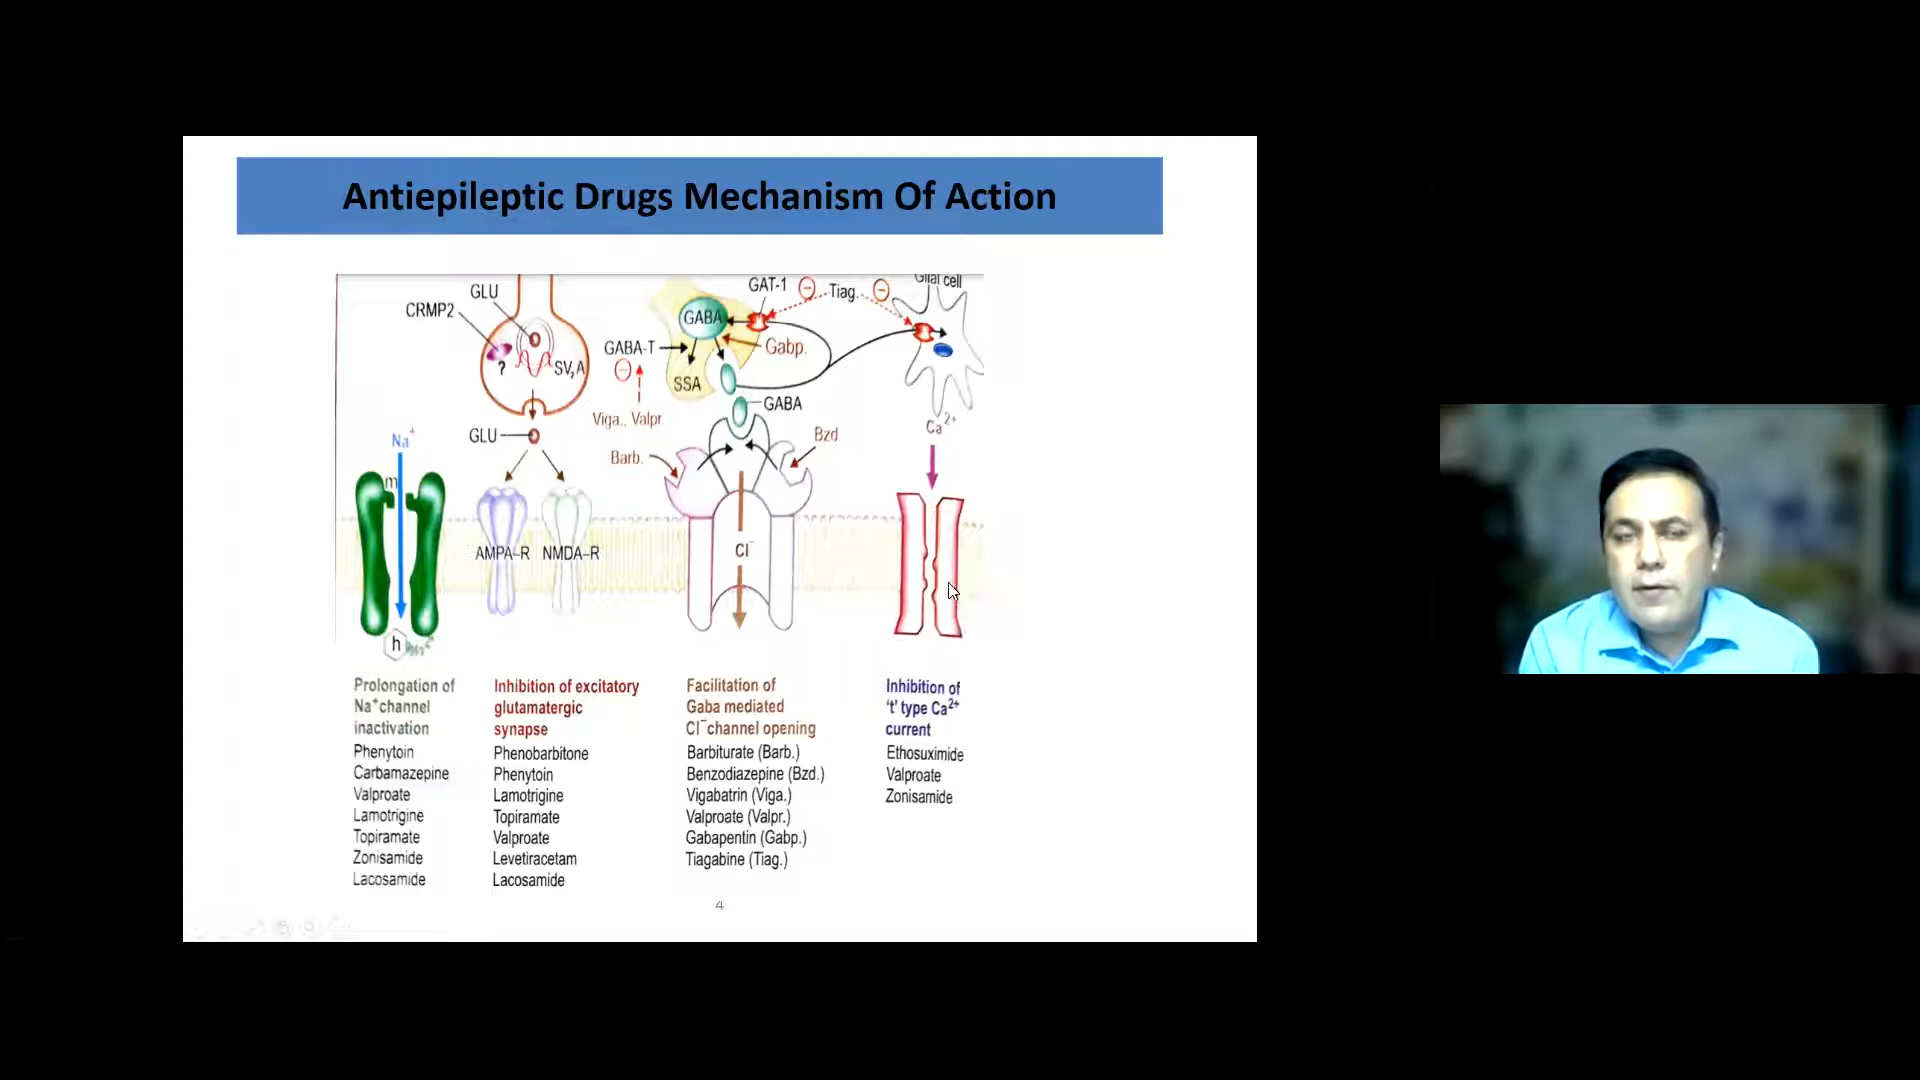 Antiepileptic Drugs Mechanism Of Action
GLU
CRMP2
?
SV₂A
GLU
AMPA–R
NMDA–R
Na⁺
m
h
GAT-1
Tiag.
Glial cell
GABA
GABA-T
Gabp.
SSA
Viga., Valpr
GABA
Barb.
Bzd.
Cl⁻
Ca²⁺
Prolongation of
Na⁺channel
inactivation
Phenytoin
Carbamazepine
Valproate
Lamotrigine
Topiramate
Zonisamide
Lacosamide
Inhibition of excitatory
glutamatergic
synapse
Phenobarbitone
Phenytoin
Lamotrigine
Topiramate
Valproate
Levetiracetam
Lacosamide
Facilitation of
Gaba mediated
Cl⁻channel opening
Barbiturate (Barb.)
Benzodiazepine (Bzd.)
Vigabatrin (Viga.)
Valproate (Valpr.)
Gabapentin (Gabp.)
Tiagabine (Tiag.)
Inhibition of
't' type Ca²⁺
current
Ethosuximide
Valproate
Zonisamide
4